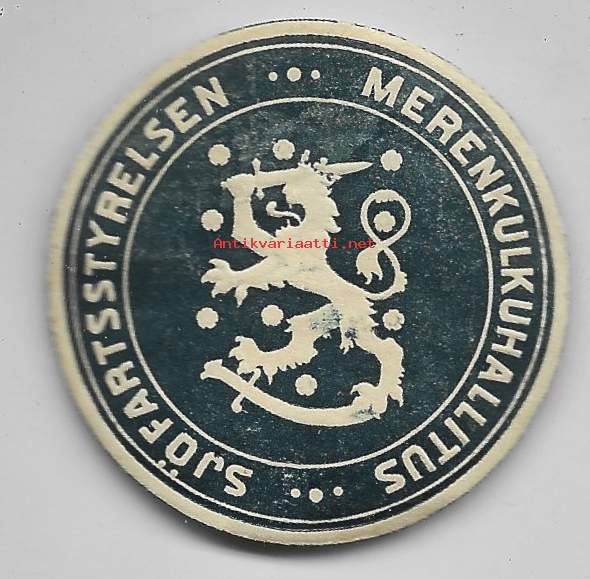 SJÖFARTSSTYRELSEN
MERENKULKUHALLITUS
Antikvariaatti.net